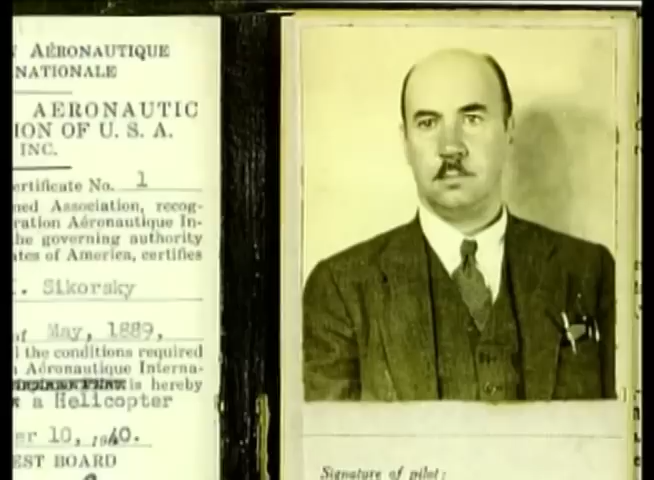 AÉRONAUTIQUE
NATIONALE
AERONAUTIC
ION OF U. S. A.
INC.
ertificate No. 1
ned Association, recog-
ration Aéronautique In-
he governing authority
ates of America, certifies
. Sikorsky
of May, 1889,
l the conditions required
n Aéronautique Interna-
is hereby
a Helicopter
er 10, 1940.
EST BOARD
Signature of pilot: